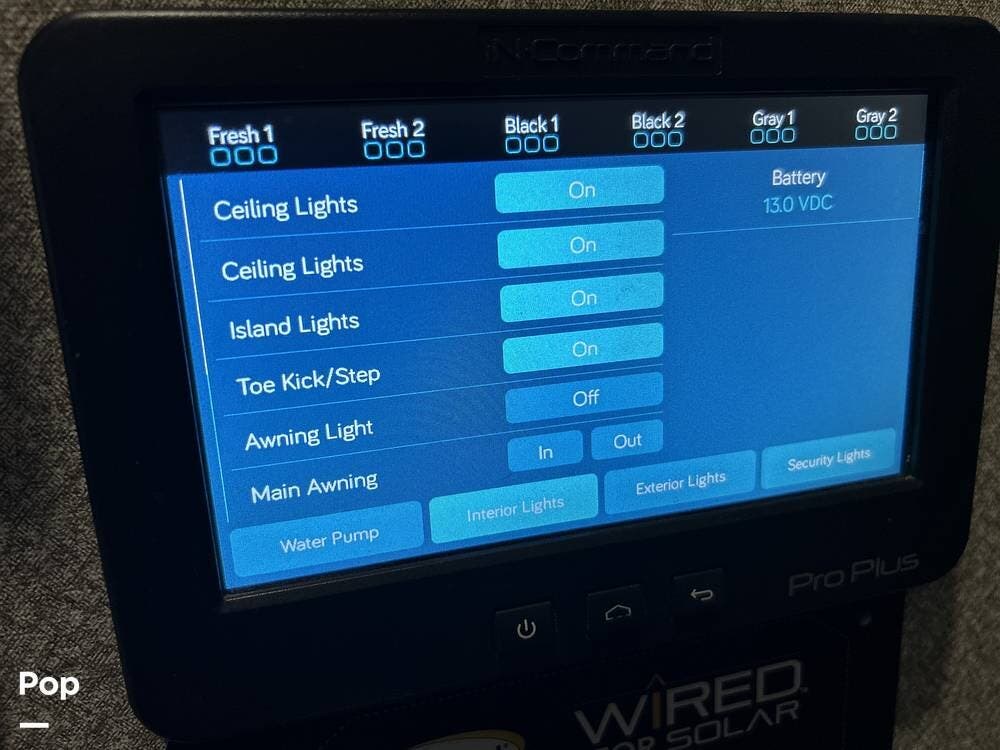 iN·Command
Fresh 1 Fresh 2 Black 1 Black 2 Gray 1 Gray 2
Ceiling Lights On
Battery
13.0 VDC
Ceiling Lights On
Island Lights On
Toe Kick/Step On
Awning Light Off
Main Awning In Out
Water Pump Interior Lights Exterior Lights Security Lights
Pro Plus
WiRED
FOR SOLAR
Pop